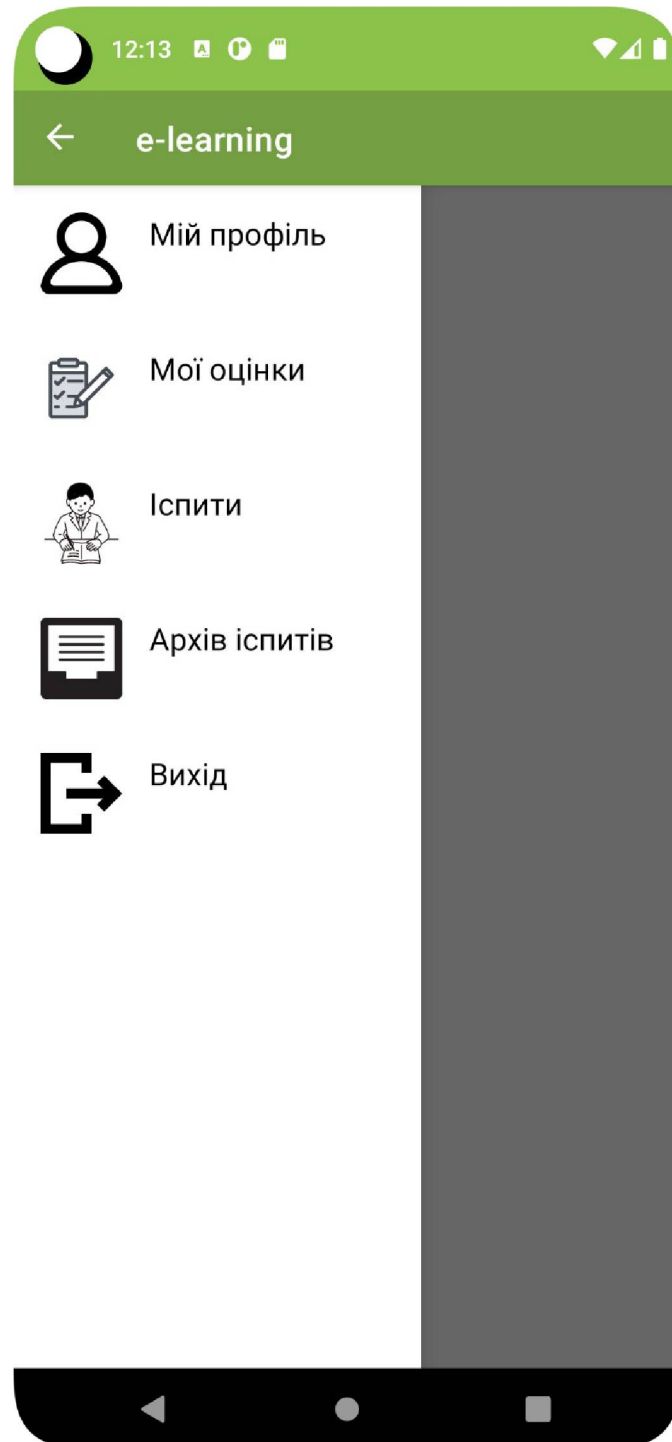 12:13
e-learning
Мій профіль
Мої оцінки
Іспити
Архів іспитів
Вихід